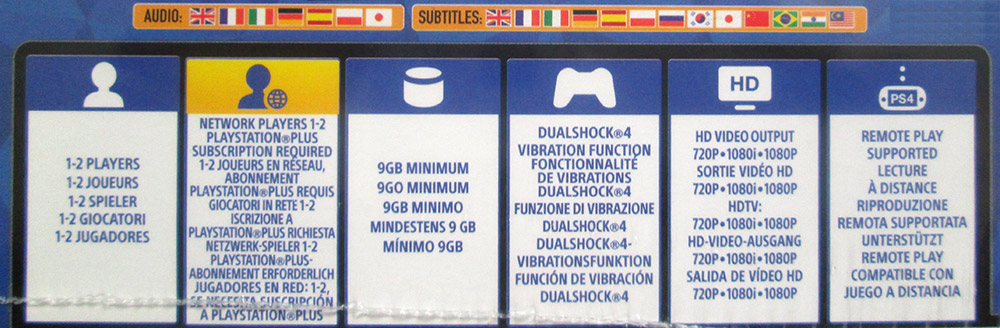 AUDIO:
SUBTITLES:
1-2 PLAYERS
1-2 JOUEURS
1-2 SPIELER
1-2 GIOCATORI
1-2 JUGADORES
NETWORK PLAYERS 1-2
PLAYSTATION®PLUS
SUBSCRIPTION REQUIRED
1-2 JOUEURS EN RÉSEAU,
ABONNEMENT
PLAYSTATION®PLUS REQUIS
GIOCATORI IN RETE 1-2
ISCRIZIONE A
PLAYSTATION®PLUS RICHIESTA
NETZWERK-SPIELER 1-2
PLAYSTATION®PLUS-
ABONNEMENT ERFORDERLICH
JUGADORES EN RED: 1-2,
SE NECESITA SUSCRIPCIÓN
A PLAYSTATION®PLUS
9GB MINIMUM
9GO MINIMUM
9GB MINIMO
MINDESTENS 9 GB
MÍNIMO 9GB
DUALSHOCK®4
VIBRATION FUNCTION
FONCTIONNALITÉ
DE VIBRATIONS
DUALSHOCK®4
FUNZIONE DI VIBRAZIONE
DUALSHOCK®4
DUALSHOCK®4-
VIBRATIONSFUNKTION
FUNCIÓN DE VIBRACIÓN
DUALSHOCK®4
HD
HD VIDEO OUTPUT
720P•1080i•1080P
SORTIE VIDÉO HD
720P•1080i•1080P
HDTV:
720P•1080i•1080P
HD-VIDEO-AUSGANG
720P•1080i•1080P
SALIDA DE VÍDEO HD
720P•1080i•1080P
PS4
REMOTE PLAY
SUPPORTED
LECTURE
À DISTANCE
RIPRODUZIONE
REMOTA SUPPORTATA
UNTERSTÜTZT
REMOTE PLAY
COMPATIBLE CON
JUEGO A DISTANCIA